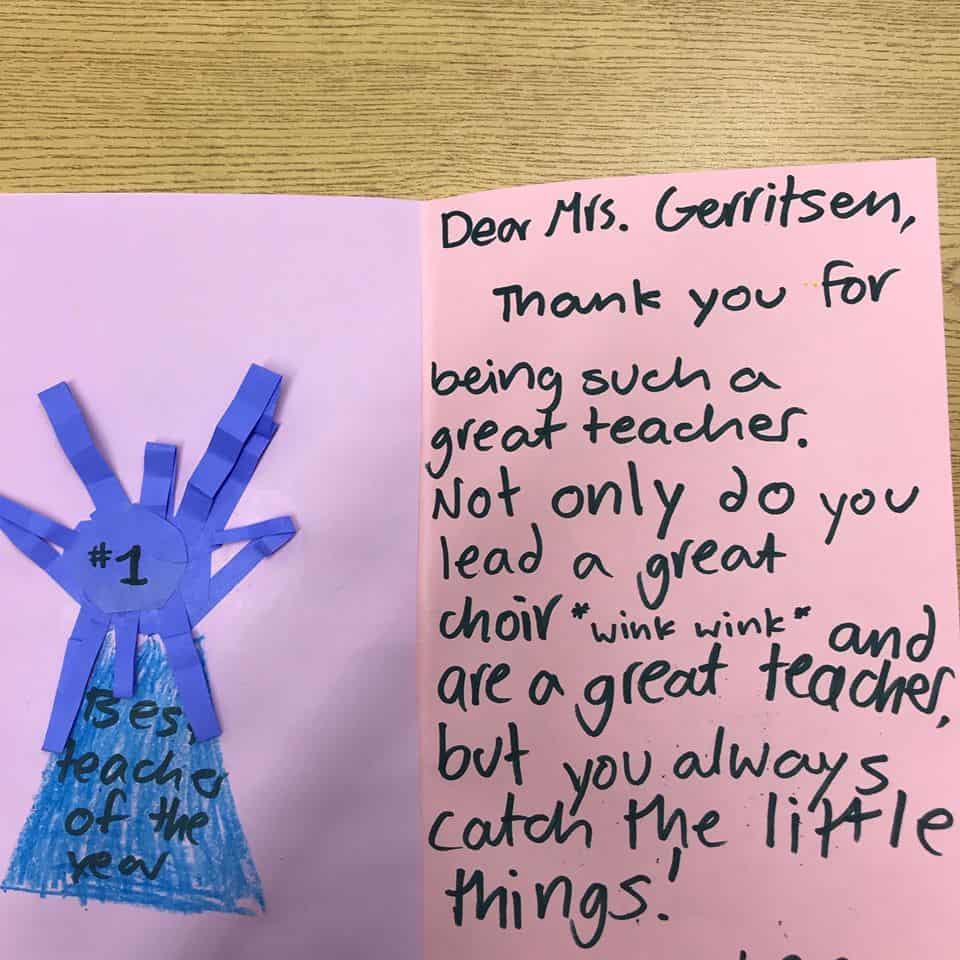 #1
Best
teacher
of the
year
Dear Mrs. Gerritsen,
Thank you for
being such a
great teacher.
Not only do you
lead a great
choir *wink wink* and
are a great teacher,
but you always
catch the little
things!